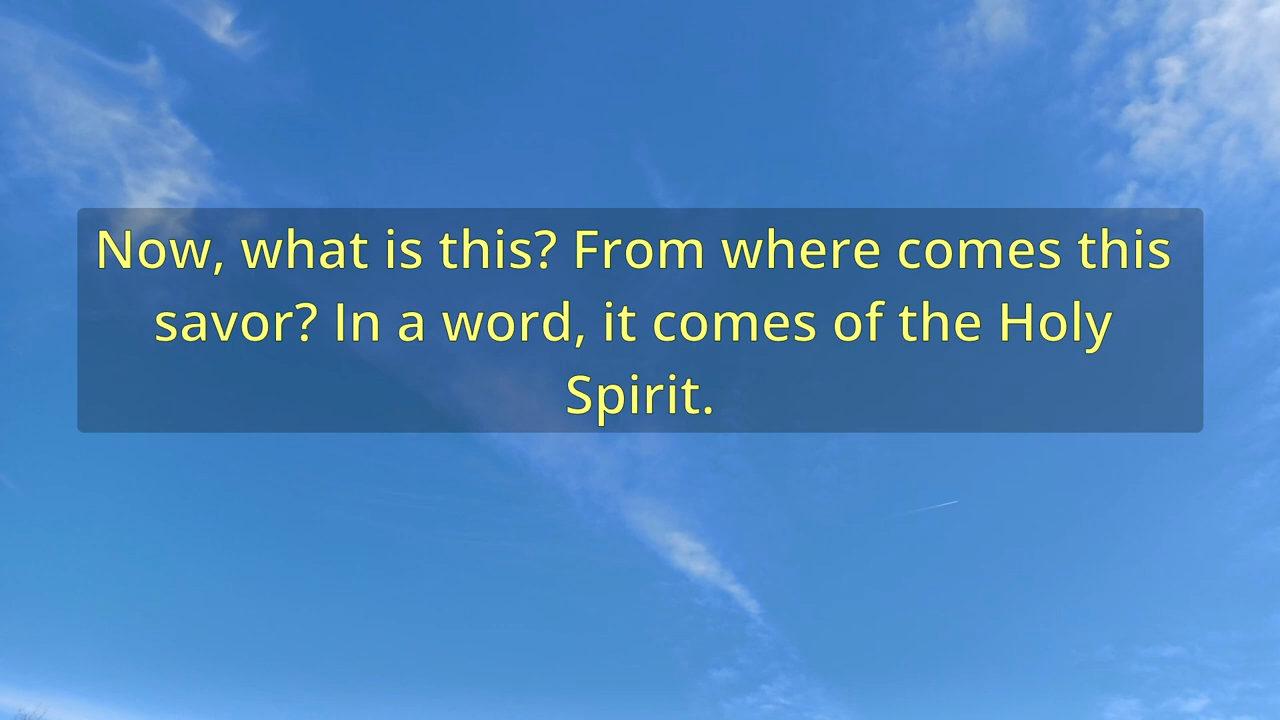 Now, what is this? From where comes this
savor? In a word, it comes of the Holy
Spirit.